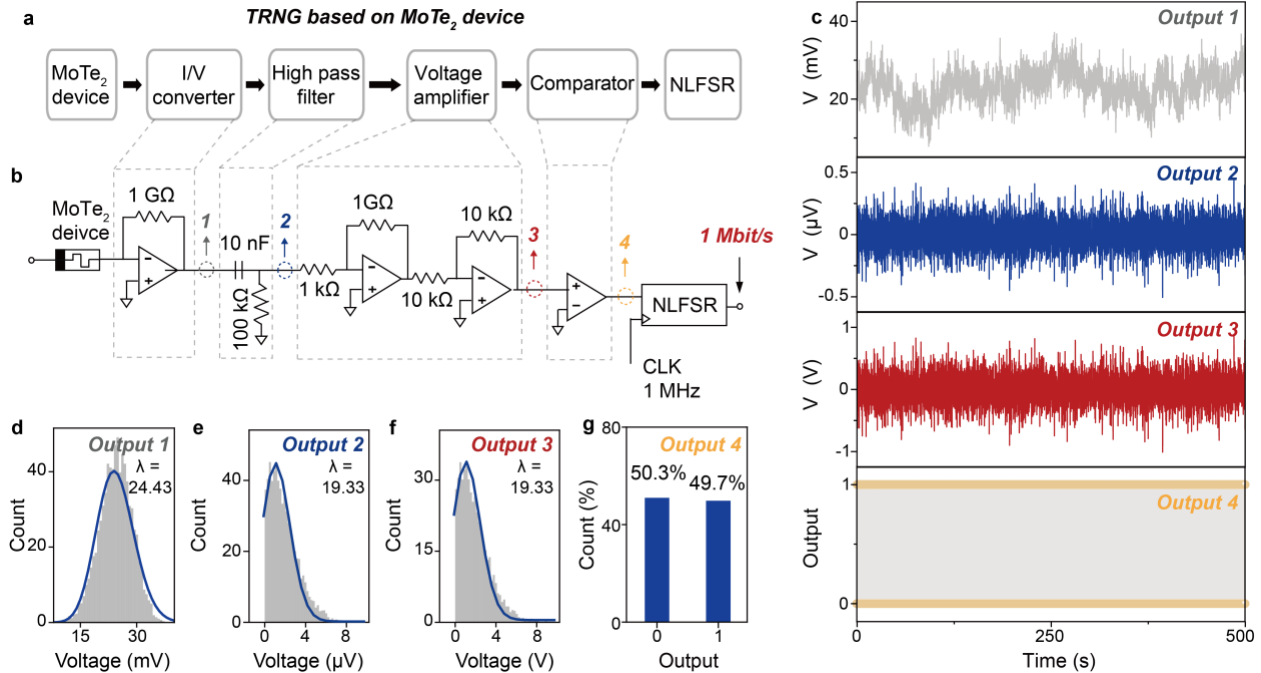 a
TRNG based on MoTe₂ device
MoTe₂
device
I/V
converter
High pass
filter
Voltage
amplifier
Comparator
NLFSR
b
MoTe₂
deivce
1 GΩ
1
10 nF
100 kΩ
2
1 kΩ
1GΩ
10 kΩ
10 kΩ
3
4
1 Mbit/s
NLFSR
CLK
1 MHz
c
Output 1
V (mV)
40
20
Output 2
V (µV)
0.5
0
-0.5
Output 3
V (V)
1
0
-1
Output 4
Output
1
0
0
250
500
Time (s)
d
Output 1
λ =
24.43
Count
40
20
0
15
30
Voltage (mV)
e
Output 2
λ =
19.33
Count
40
20
0
0
4
8
Voltage (µV)
f
Output 3
λ =
19.33
Count
30
15
0
0
4
8
Voltage (V)
g
Output 4
50.3%
49.7%
Count (%)
80
40
0
0
1
Output